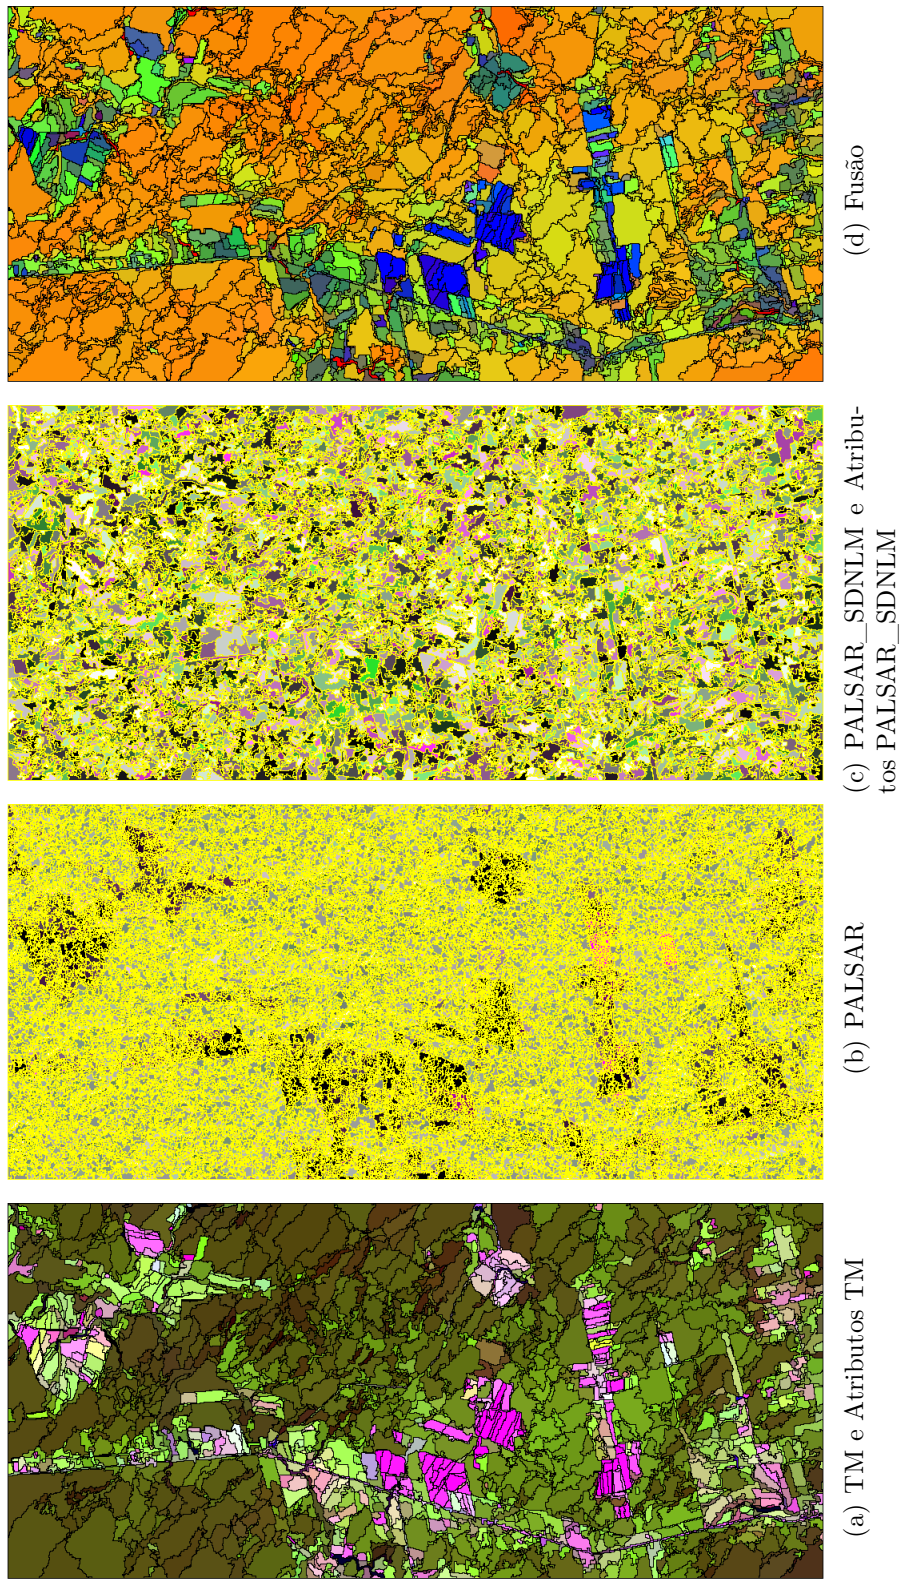 (a) TM e Atributos TM
(b) PALSAR
(c) PALSAR_SDNLM e Atribu-
tos PALSAR_SDNLM
(d) Fusão